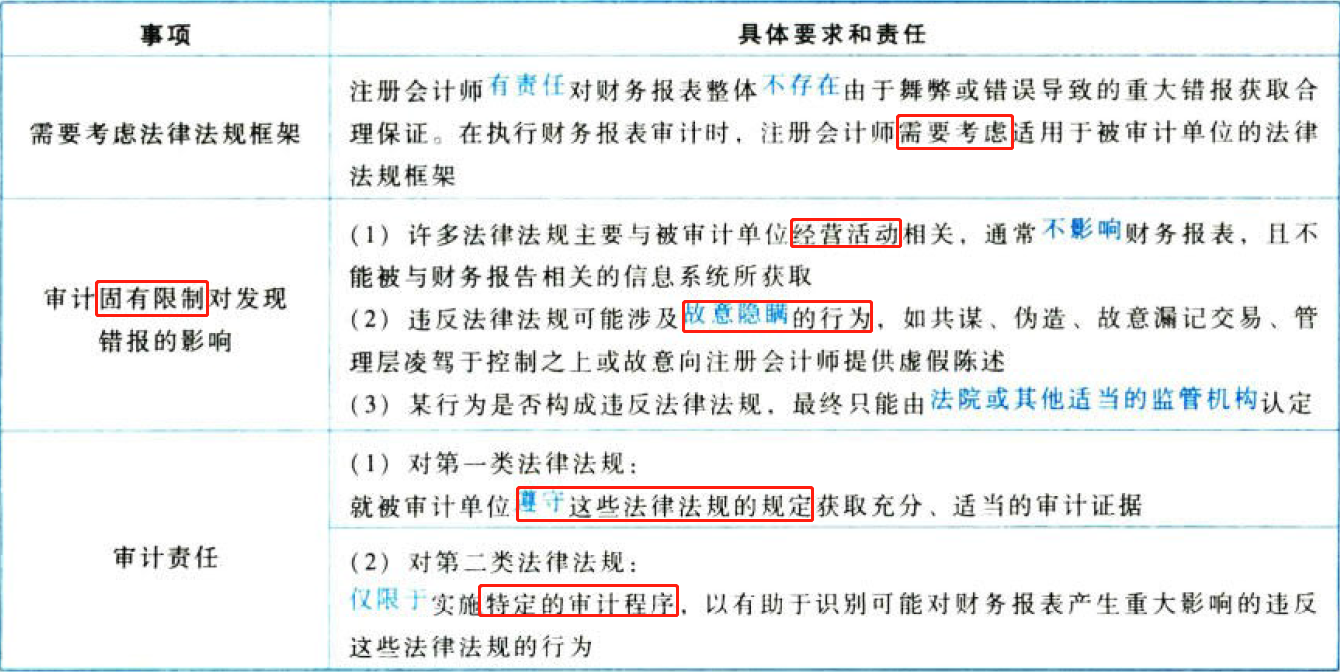 事项
具体要求和责任
需要考虑法律法规框架
注册会计师有责任对财务报表整体不存在由于舞弊或错误导致的重大错报获取合
理保证。在执行财务报表审计时，注册会计师需要考虑适用于被审计单位的法律
法规框架
审计固有限制对发现
错报的影响
（1）许多法律法规主要与被审计单位经营活动相关，通常不影响财务报表，且不
能被与财务报告相关的信息系统所获取
（2）违反法律法规可能涉及故意隐瞒的行为，如共谋、伪造、故意漏记交易、管
理层凌驾于控制之上或故意向注册会计师提供虚假陈述
（3）某行为是否构成违反法律法规，最终只能由法院或其他适当的监管机构认定
审计责任
（1）对第一类法律法规：
就被审计单位遵守这些法律法规的规定获取充分、适当的审计证据
（2）对第二类法律法规：
仅限于实施特定的审计程序，以有助于识别可能对财务报表产生重大影响的违反
这些法律法规的行为